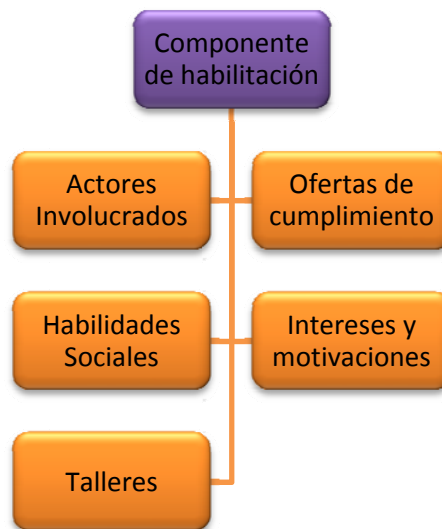 Componente
de habilitación
Actores
Involucrados
Ofertas de
cumplimiento
Habilidades
Sociales
Intereses y
motivaciones
Talleres